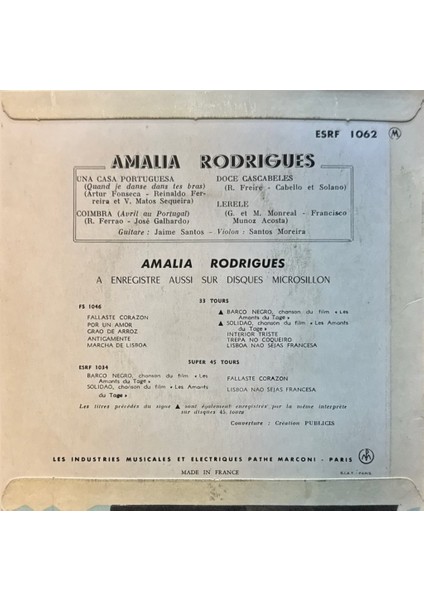 ESRF 1062 M
AMALIA RODRIGUES
UNA CASA PORTUGUESA
(Quand je danse dans tes bras)
(Artur Fonseca - Reinaldo Fer-
reira et V. Matos Sequeira)
COIMBRA (Avril au Portugal)
(R. Ferrao - José Galhardo)
DOCE CASCABELES
(R. Freire - Cabello et Solano)
LERELE
(G. et M. Monreal - Francisco
Munoz Acosta)
Guitare : Jaime Santos - Violon : Santos Moreira
AMALIA RODRIGUES
A ENREGISTRE AUSSI SUR DISQUES MICROSILLON
33 TOURS
FS 1046
FALLASTE CORAZON
POR UN AMOR
GRAO DE ARROZ
ANTIGAMENTE
MARCHA DE LISBOA
▲ BARCO NEGRO, chanson du film « Les
Amants du Tage »
▲ SOLIDAO, chanson du film « Les Amants
du Tage »
INTERIOR TRISTE
TREPA NO COQUEIRO
LISBOA NAO SEJAS FRANCESA
SUPER 45 TOURS
ESRF 1034
BARCO NEGRO, chanson du film « Les
Amants du Tage »
SOLIDAO, chanson du film « Les Amants
du Tage »
FALLASTE CORAZON
LISBOA NAO SEJAS FRANCESA
Les titres précédés du signe ▲ sont également enregistrés par la même interprète
sur disques 45 tours
Couverture : Création PUBLICIS
LES INDUSTRIES MUSICALES ET ELECTRIQUES PATHE MARCONI - PARIS
MADE IN FRANCE